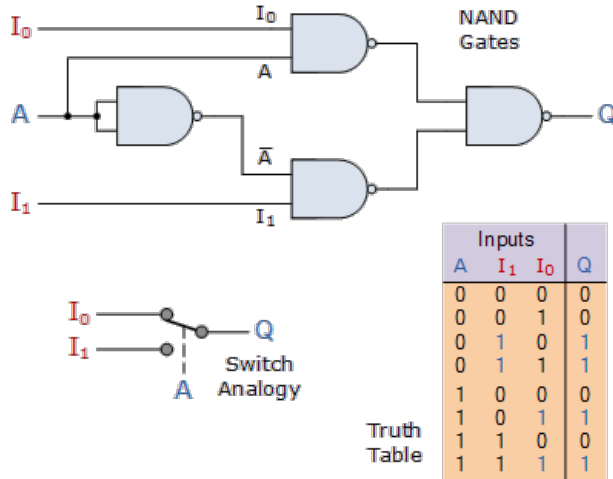 I₀
I₀
NAND
Gates
A
A
Q
Ā
I₁
I₁
I₀
Q
I₁
Switch
Analogy
A
Inputs
A I₁ I₀ Q
0 0 0 0
0 0 1 0
0 1 0 1
0 1 1 1
1 0 0 0
1 0 1 1
1 1 0 0
1 1 1 1
Truth
Table